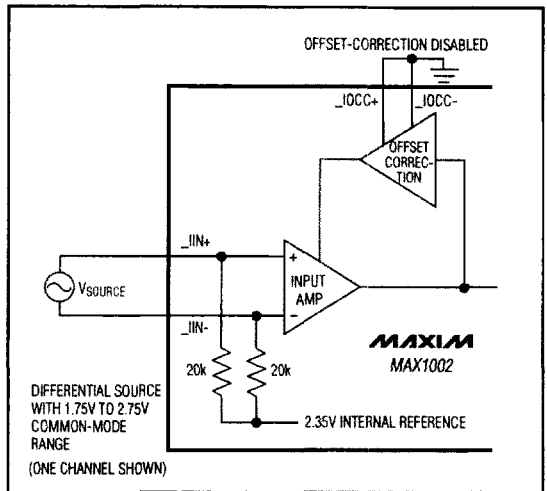 OFFSET-CORRECTION DISABLED
_IOCC+
_IOCC-
OFFSET
CORREC-
TION
_IIN+
+
INPUT
AMP
VSOURCE
_IIN-
−
MAXIM
MAX1002
20k
20k
DIFFERENTIAL SOURCE
WITH 1.75V TO 2.75V
COMMON-MODE
RANGE
2.35V INTERNAL REFERENCE
(ONE CHANNEL SHOWN)